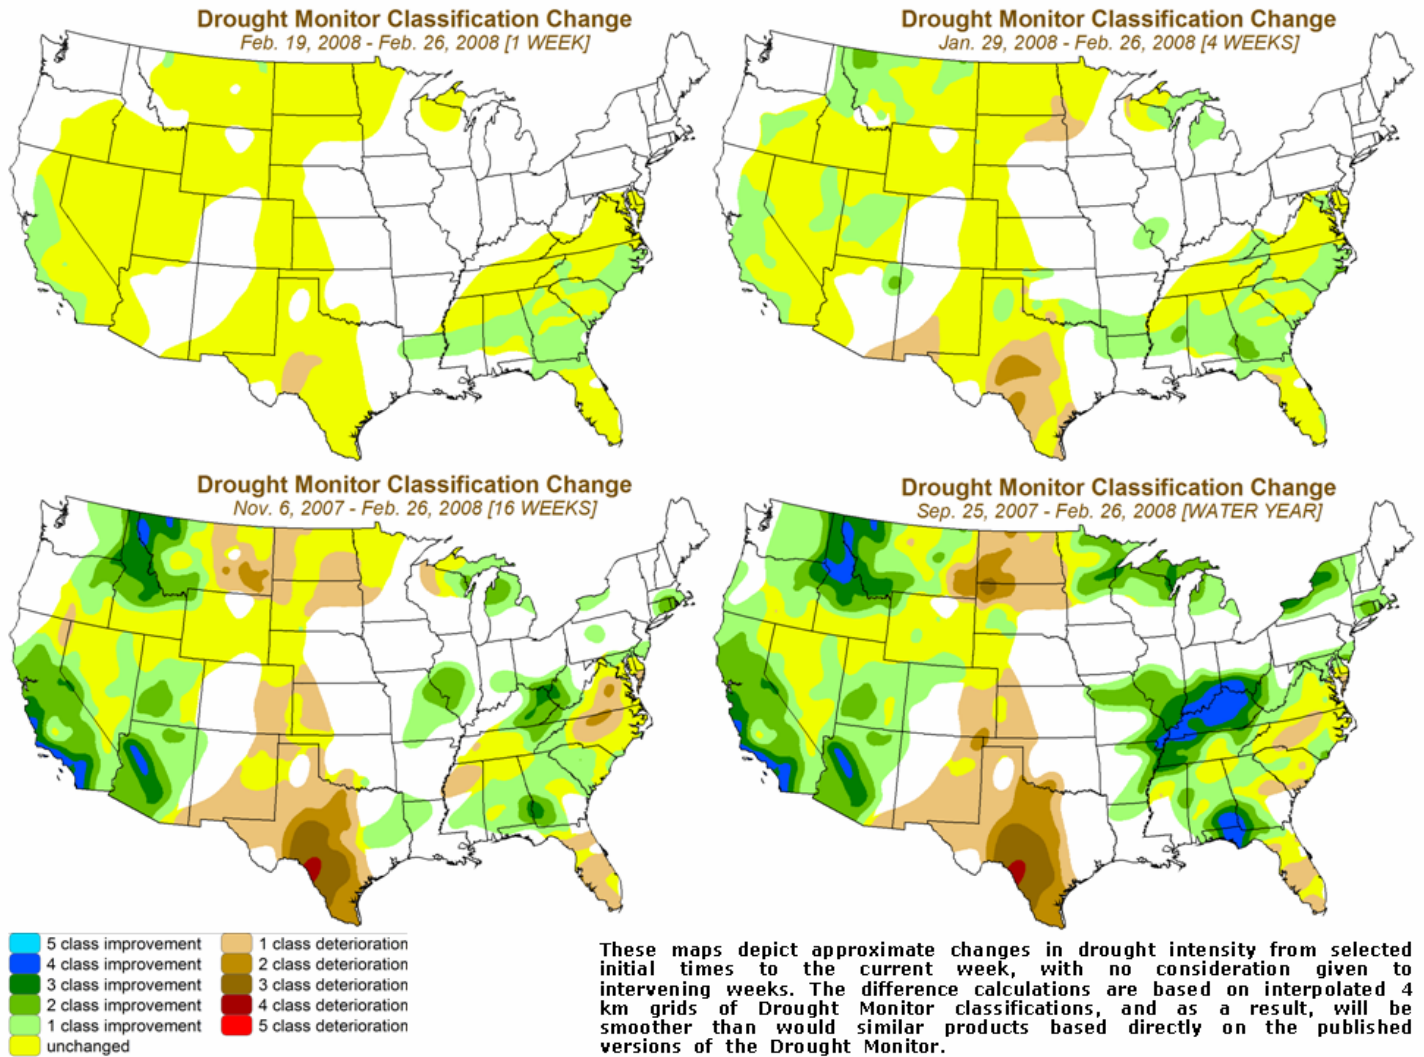 Drought Monitor Classification Change
Feb. 19, 2008 - Feb. 26, 2008 [1 WEEK]
Drought Monitor Classification Change
Jan. 29, 2008 - Feb. 26, 2008 [4 WEEKS]
Drought Monitor Classification Change
Nov. 6, 2007 - Feb. 26, 2008 [16 WEEKS]
Drought Monitor Classification Change
Sep. 25, 2007 - Feb. 26, 2008 [WATER YEAR]
5 class improvement
4 class improvement
3 class improvement
2 class improvement
1 class improvement
unchanged
1 class deterioration
2 class deterioration
3 class deterioration
4 class deterioration
5 class deterioration
These maps depict approximate changes in drought intensity from selected
initial times to the current week, with no consideration given to
intervening weeks. The difference calculations are based on interpolated 4
km grids of Drought Monitor classifications, and as a result, will be
smoother than would similar products based directly on the published
versions of the Drought Monitor.